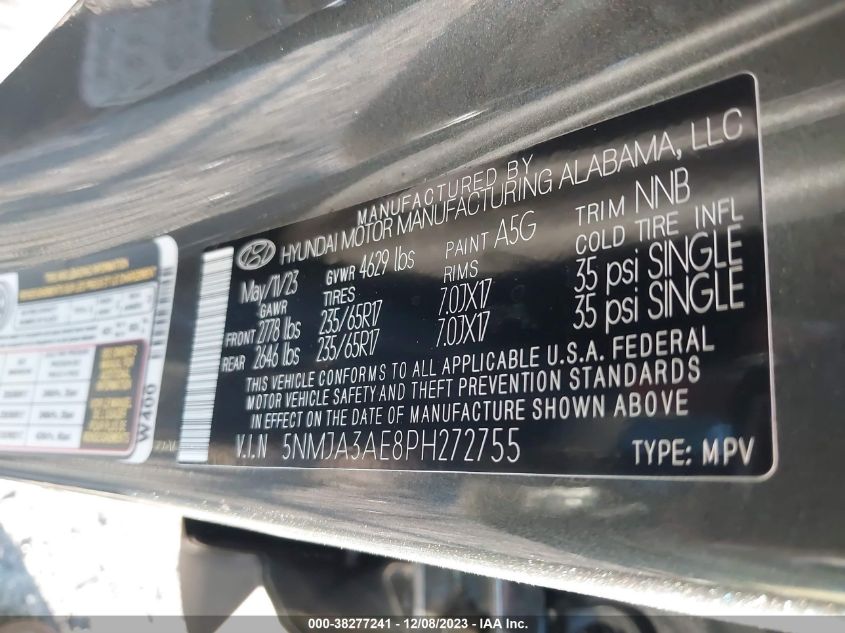 MANUFACTURED BY
HYUNDAI MOTOR MANUFACTURING ALABAMA, LLC
May/11/23 GVWR 4629 lbs PAINT A5G TRIM NNB
GAWR TIRES RIMS COLD TIRE INFL
FRONT 2778 lbs 235/65R17 7.0JX17 35 psi SINGLE
REAR 2646 lbs 235/65R17 7.0JX17 35 psi SINGLE
THIS VEHICLE CONFORMS TO ALL APPLICABLE U.S.A. FEDERAL
MOTOR VEHICLE SAFETY AND THEFT PREVENTION STANDARDS
IN EFFECT ON THE DATE OF MANUFACTURE SHOWN ABOVE
V.I.N 5NMJA3AE8PH272755 TYPE: MPV
W400
000-38277241 - 12/08/2023 - IAA Inc.